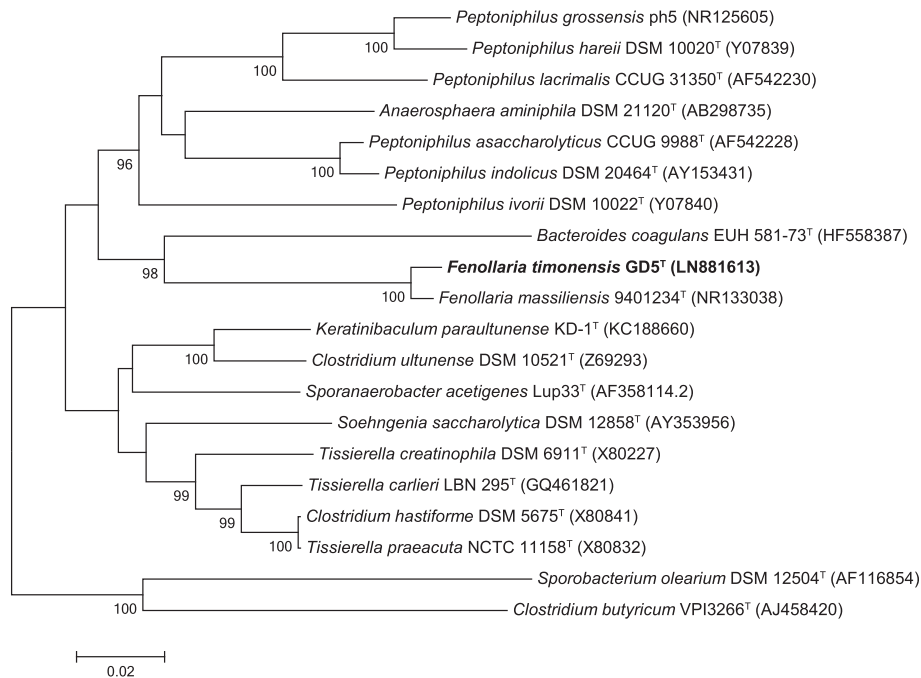 Peptoniphilus grossensis ph5 (NR125605)
100
Peptoniphilus hareii DSM 10020ᵀ (Y07839)
100
Peptoniphilus lacrimalis CCUG 31350ᵀ (AF542230)
Anaerosphaera aminiphila DSM 21120ᵀ (AB298735)
Peptoniphilus asaccharolyticus CCUG 9988ᵀ (AF542228)
96
100
Peptoniphilus indolicus DSM 20464ᵀ (AY153431)
Peptoniphilus ivorii DSM 10022ᵀ (Y07840)
Bacteroides coagulans EUH 581-73ᵀ (HF558387)
98
Fenollaria timonensis GD5ᵀ (LN881613)
100
Fenollaria massiliensis 9401234ᵀ (NR133038)
Keratinibaculum paraultunense KD-1ᵀ (KC188660)
100
Clostridium ultunense DSM 10521ᵀ (Z69293)
Sporanaerobacter acetigenes Lup33ᵀ (AF358114.2)
Soehngenia saccharolytica DSM 12858ᵀ (AY353956)
Tissierella creatinophila DSM 6911ᵀ (X80227)
99
Tissierella carlieri LBN 295ᵀ (GQ461821)
99
Clostridium hastiforme DSM 5675ᵀ (X80841)
100
Tissierella praeacuta NCTC 11158ᵀ (X80832)
Sporobacterium olearium DSM 12504ᵀ (AF116854)
100
Clostridium butyricum VPI3266ᵀ (AJ458420)
0.02